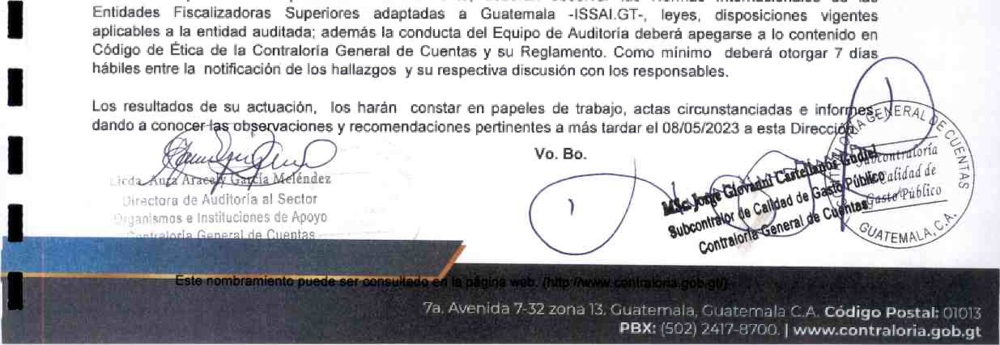 Entidades Fiscalizadoras Superiores adaptadas a Guatemala -ISSAI.GT-, leyes, disposiciones vigentes
aplicables a la entidad auditada; además la conducta del Equipo de Auditoría deberá apegarse a lo contenido en
Código de Ética de la Contraloría General de Cuentas y su Reglamento. Como mínimo deberá otorgar 7 días
hábiles entre la notificación de los hallazgos y su respectiva discusión con los responsables.
Los resultados de su actuación, los harán constar en papeles de trabajo, actas circunstanciadas e informes
dando a conocer las observaciones y recomendaciones pertinentes a más tardar el 08/05/2023 a esta Dirección.
Vo. Bo.
Licda. Aura Aracely García Meléndez
Directora de Auditoría al Sector
Organismos e Instituciones de Apoyo
Contraloría General de Cuentas
MSc. Jorge Giovanni Castellanos Gudiel
Subcontralor de Calidad de Gasto Público
Contraloría General de Cuentas
GENERAL DE CUENTAS
Subcontraloría
Calidad de
Gasto Público
GUATEMALA, C.A.
Este nombramiento puede ser consultado en la página web. (http://www.contraloria.gob.gt/)
7a. Avenida 7-32 zona 13. Guatemala, Guatemala C.A. Código Postal: 01013
PBX: (502) 2417-8700. | www.contraloria.gob.gt